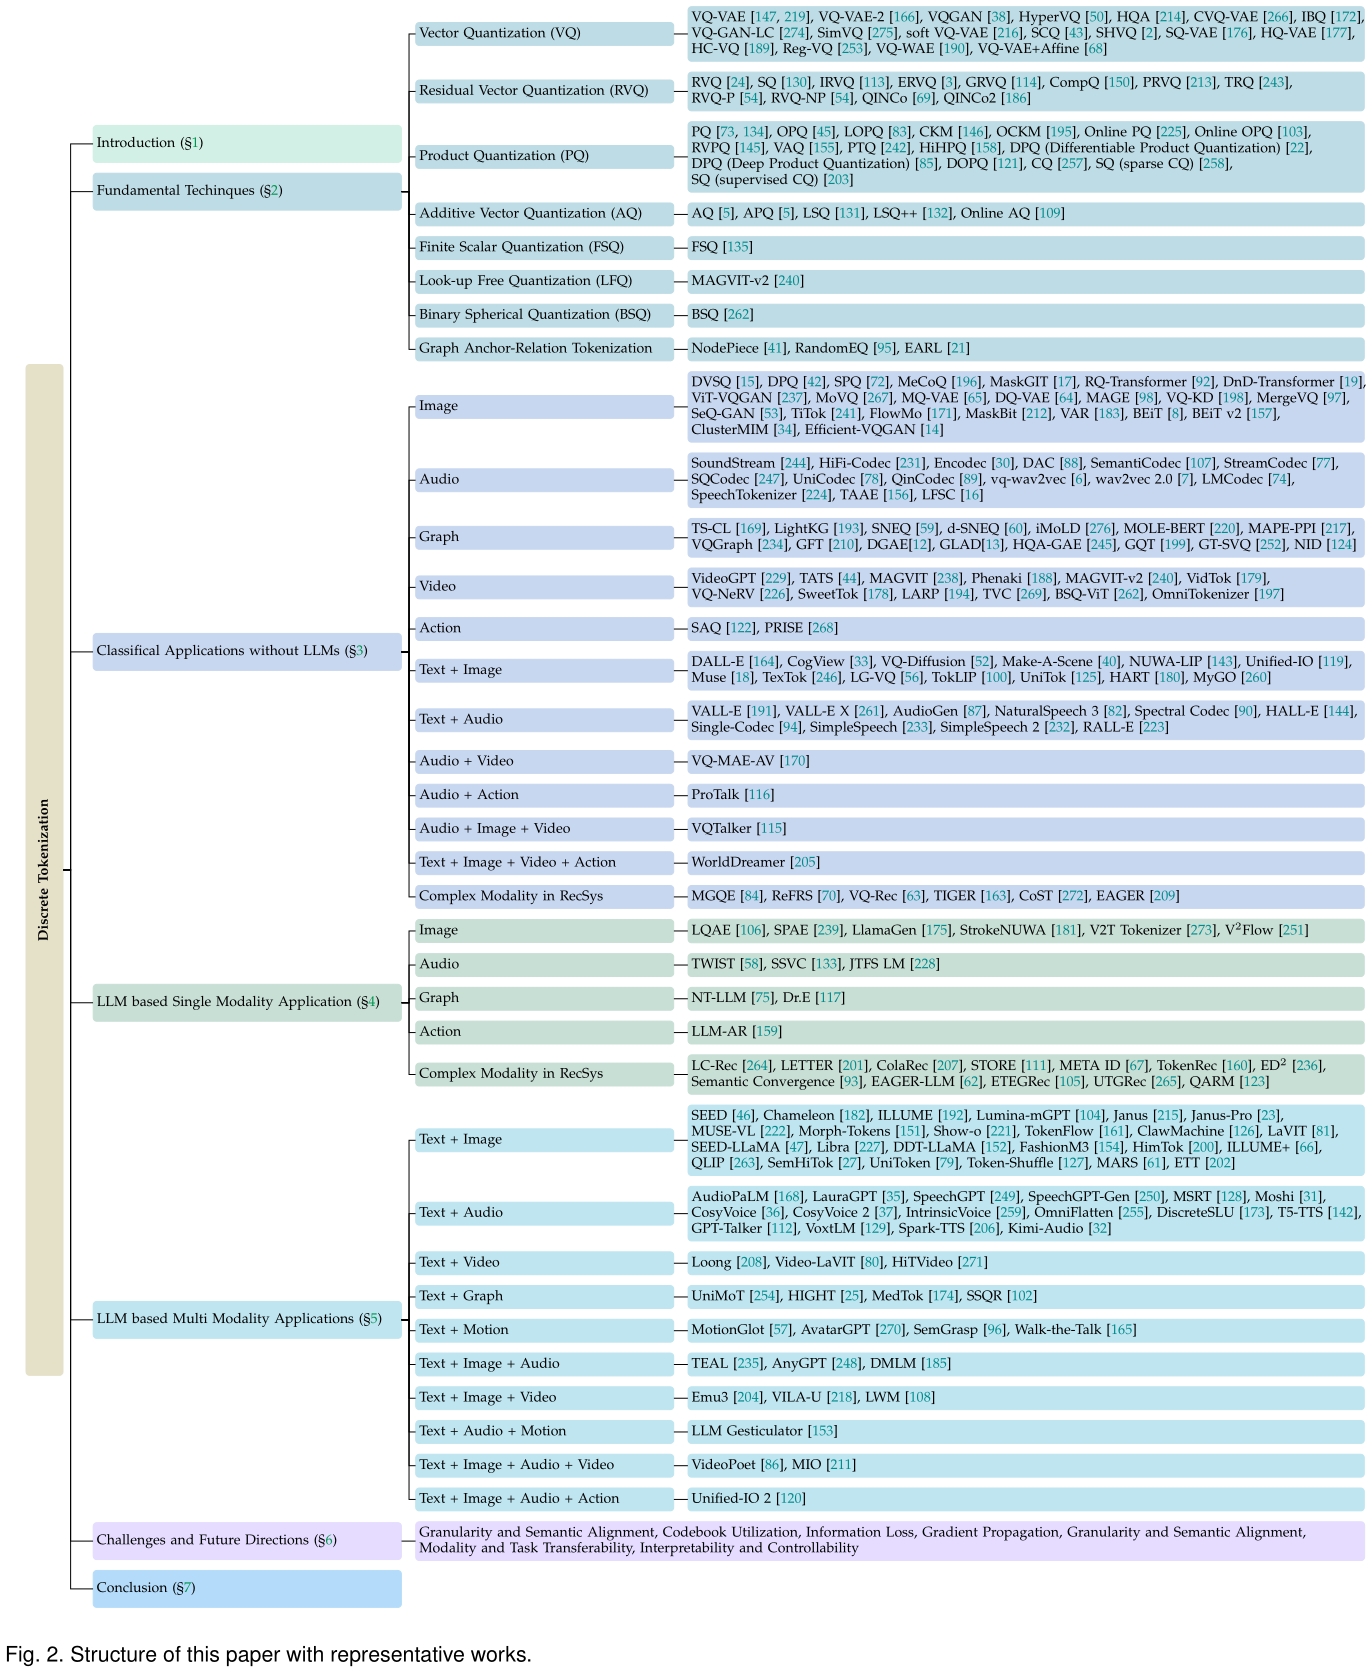 Discrete Tokenization
Introduction (§1)
Fundamental Techinques (§2)
Vector Quantization (VQ)
VQ-VAE [147, 219], VQ-VAE-2 [166], VQGAN [38], HyperVQ [50], HQA [214], CVQ-VAE [266], IBQ [172],
VQ-GAN-LC [274], SimVQ [275], soft VQ-VAE [216], SCQ [43], SHVQ [2], SQ-VAE [176], HQ-VAE [177],
HC-VQ [189], Reg-VQ [253], VQ-WAE [190], VQ-VAE+Affine [68]
Residual Vector Quantization (RVQ)
RVQ [24], SQ [130], IRVQ [113], ERVQ [3], GRVQ [114], CompQ [150], PRVQ [213], TRQ [243],
RVQ-P [54], RVQ-NP [54], QINCo [69], QINCo2 [186]
Product Quantization (PQ)
PQ [73, 134], OPQ [45], LOPQ [83], CKM [146], OCKM [195], Online PQ [225], Online OPQ [103],
RVPQ [145], VAQ [155], PTQ [242], HiHPQ [158], DPQ (Differentiable Product Quantization) [22],
DPQ (Deep Product Quantization) [85], DOPQ [121], CQ [257], SQ (sparse CQ) [258],
SQ (supervised CQ) [203]
Additive Vector Quantization (AQ)
AQ [5], APQ [5], LSQ [131], LSQ++ [132], Online AQ [109]
Finite Scalar Quantization (FSQ)
FSQ [135]
Look-up Free Quantization (LFQ)
MAGVIT-v2 [240]
Binary Spherical Quantization (BSQ)
BSQ [262]
Graph Anchor-Relation Tokenization
NodePiece [41], RandomEQ [95], EARL [21]
Classifical Applications without LLMs (§3)
Image
DVSQ [15], DPQ [42], SPQ [72], MeCoQ [196], MaskGIT [17], RQ-Transformer [92], DnD-Transformer [19],
ViT-VQGAN [237], MoVQ [267], MQ-VAE [65], DQ-VAE [64], MAGE [98], VQ-KD [198], MergeVQ [97],
SeQ-GAN [53], TiTok [241], FlowMo [171], MaskBit [212], VAR [183], BEiT [8], BEiT v2 [157],
ClusterMIM [34], Efficient-VQGAN [14]
Audio
SoundStream [244], HiFi-Codec [231], Encodec [30], DAC [88], SemantiCodec [107], StreamCodec [77],
SQCodec [247], UniCodec [78], QinCodec [89], vq-wav2vec [6], wav2vec 2.0 [7], LMCodec [74],
SpeechTokenizer [224], TAAE [156], LFSC [16]
Graph
TS-CL [169], LightKG [193], SNEQ [59], d-SNEQ [60], iMoLD [276], MOLE-BERT [220], MAPE-PPI [217],
VQGraph [234], GFT [210], DGAE[12], GLAD[13], HQA-GAE [245], GQT [199], GT-SVQ [252], NID [124]
Video
VideoGPT [229], TATS [44], MAGVIT [238], Phenaki [188], MAGVIT-v2 [240], VidTok [179],
VQ-NeRV [226], SweetTok [178], LARP [194], TVC [269], BSQ-ViT [262], OmniTokenizer [197]
Action
SAQ [122], PRISE [268]
Text + Image
DALL-E [164], CogView [33], VQ-Diffusion [52], Make-A-Scene [40], NUWA-LIP [143], Unified-IO [119],
Muse [18], TexTok [246], LG-VQ [56], TokLIP [100], UniTok [125], HART [180], MyGO [260]
Text + Audio
VALL-E [191], VALL-E X [261], AudioGen [87], NaturalSpeech 3 [82], Spectral Codec [90], HALL-E [144],
Single-Codec [94], SimpleSpeech [233], SimpleSpeech 2 [232], RALL-E [223]
Audio + Video
VQ-MAE-AV [170]
Audio + Action
ProTalk [116]
Audio + Image + Video
VQTalker [115]
Text + Image + Video + Action
WorldDreamer [205]
Complex Modality in RecSys
MGQE [84], ReFRS [70], VQ-Rec [63], TIGER [163], CoST [272], EAGER [209]
LLM based Single Modality Application (§4)
Image
LQAE [106], SPAE [239], LlamaGen [175], StrokeNUWA [181], V2T Tokenizer [273], V²Flow [251]
Audio
TWIST [58], SSVC [133], JTFS LM [228]
Graph
NT-LLM [75], Dr.E [117]
Action
LLM-AR [159]
Complex Modality in RecSys
LC-Rec [264], LETTER [201], ColaRec [207], STORE [111], META ID [67], TokenRec [160], ED² [236],
Semantic Convergence [93], EAGER-LLM [62], ETEGRec [105], UTGRec [265], QARM [123]
LLM based Multi Modality Applications (§5)
Text + Image
SEED [46], Chameleon [182], ILLUME [192], Lumina-mGPT [104], Janus [215], Janus-Pro [23],
MUSE-VL [222], Morph-Tokens [151], Show-o [221], TokenFlow [161], ClawMachine [126], LaVIT [81],
SEED-LLaMA [47], Libra [227], DDT-LLaMA [152], FashionM3 [154], HimTok [200], ILLUME+ [66],
QLIP [263], SemHiTok [27], UniToken [79], Token-Shuffle [127], MARS [61], ETT [202]
Text + Audio
AudioPaLM [168], LauraGPT [35], SpeechGPT [249], SpeechGPT-Gen [250], MSRT [128], Moshi [31],
CosyVoice [36], CosyVoice 2 [37], IntrinsicVoice [259], OmniFlatten [255], DiscreteSLU [173], T5-TTS [142],
GPT-Talker [112], VoxtLM [129], Spark-TTS [206], Kimi-Audio [32]
Text + Video
Loong [208], Video-LaVIT [80], HiTVideo [271]
Text + Graph
UniMoT [254], HIGHT [25], MedTok [174], SSQR [102]
Text + Motion
MotionGlot [57], AvatarGPT [270], SemGrasp [96], Walk-the-Talk [165]
Text + Image + Audio
TEAL [235], AnyGPT [248], DMLM [185]
Text + Image + Video
Emu3 [204], VILA-U [218], LWM [108]
Text + Audio + Motion
LLM Gesticulator [153]
Text + Image + Audio + Video
VideoPoet [86], MIO [211]
Text + Image + Audio + Action
Unified-IO 2 [120]
Challenges and Future Directions (§6)
Granularity and Semantic Alignment, Codebook Utilization, Information Loss, Gradient Propagation, Granularity and Semantic Alignment,
Modality and Task Transferability, Interpretability and Controllability
Conclusion (§7)
Fig. 2. Structure of this paper with representative works.